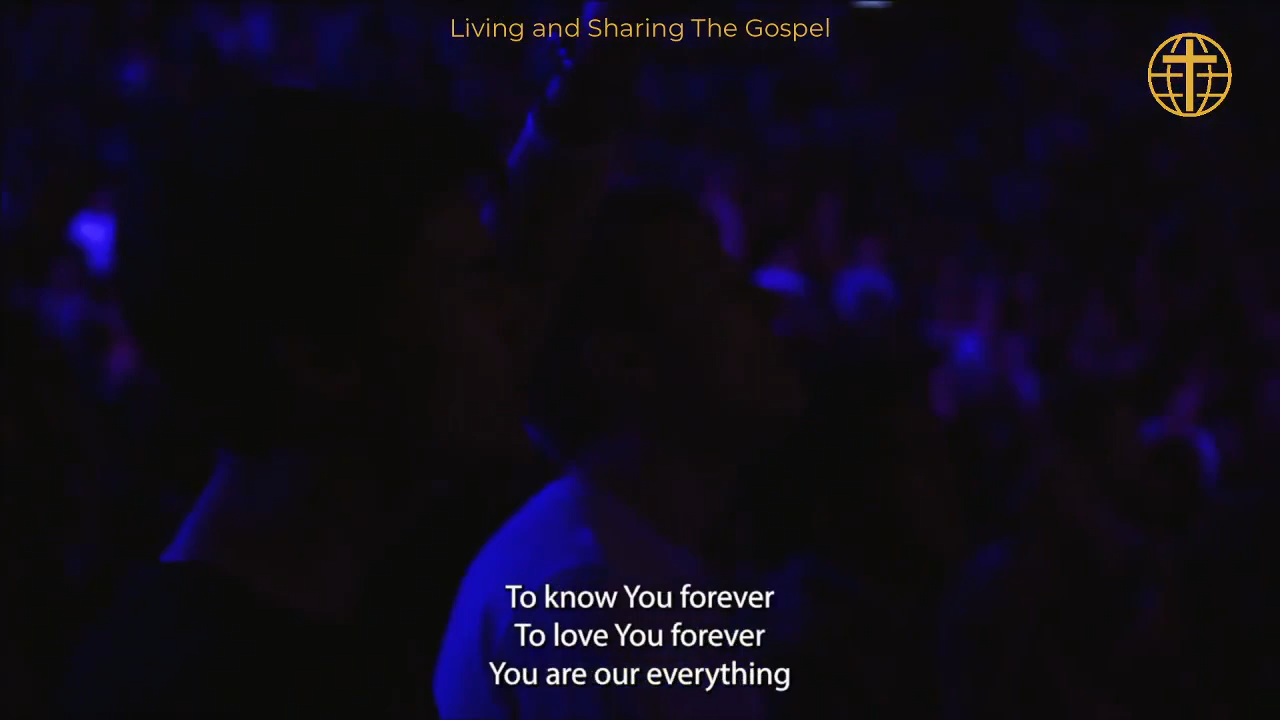 Living and Sharing The Gospel
To know You forever
To love You forever
You are our everything